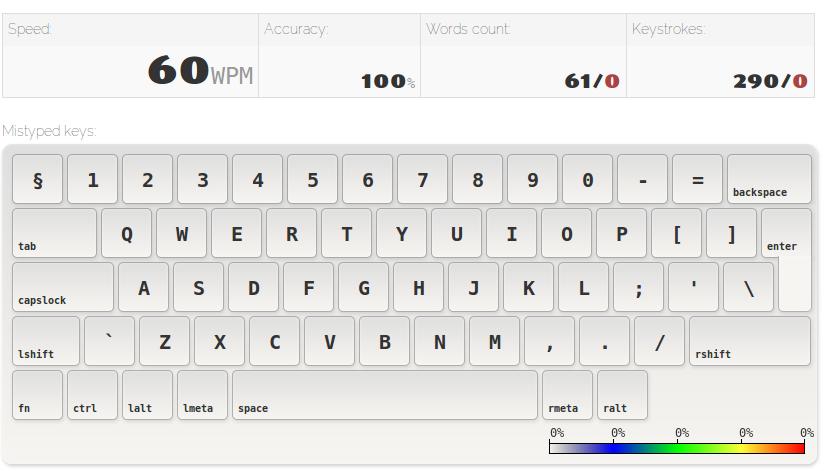 Speed: Accuracy: Words count: Keystrokes:
60WPM 100% 61/0 290/0
Mistyped keys:
§ 1 2 3 4 5 6 7 8 9 0 - = backspace
tab Q W E R T Y U I O P [ ] enter
capslock A S D F G H J K L ; ' \
lshift ` Z X C V B N M , . / rshift
fn ctrl lalt lmeta space rmeta ralt
0% 0% 0% 0% 0%